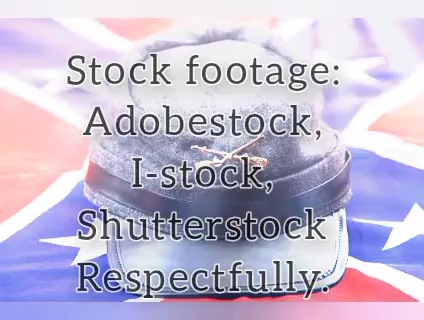 Stock footage:
Adobestock,
I-stock,
Shutterstock
Respectfully.